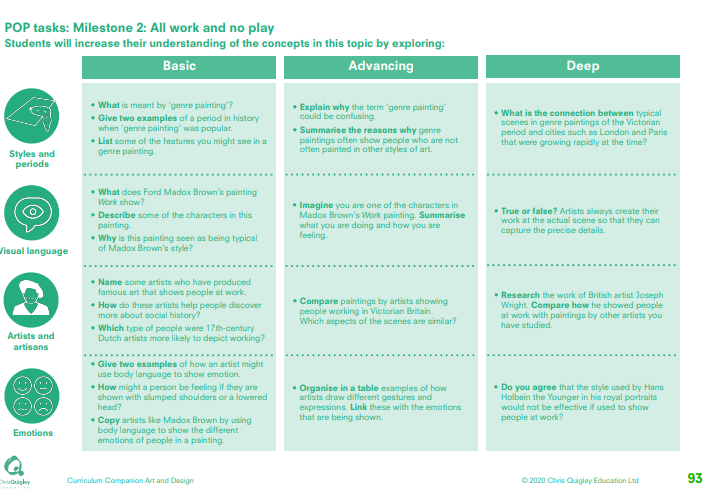 POP tasks: Milestone 2: All work and no play
Students will increase their understanding of the concepts in this topic by exploring:
Basic
Advancing
Deep
Styles and
periods
• What is meant by 'genre painting'?
• Give two examples of a period in history
when 'genre painting' was popular.
• List some of the features you might see in a
genre painting.
• Explain why the term 'genre painting'
could be confusing.
• Summarise the reasons why genre
paintings often show people who are not
often painted in other styles of art.
• What is the connection between typical
scenes in genre paintings of the Victorian
period and cities such as London and Paris
that were growing rapidly at the time?
Visual language
• What does Ford Madox Brown's painting
Work show?
• Describe some of the characters in this
painting.
• Why is this painting seen as being typical
of Madox Brown's style?
• Imagine you are one of the characters in
Madox Brown's Work painting. Summarise
what you are doing and how you are
feeling.
• True or false? Artists always create their
work at the actual scene so that they can
capture the precise details.
Artists and
artisans
• Name some artists who have produced
famous art that shows people at work.
• How do these artists help people discover
more about social history?
• Which type of people were 17th-century
Dutch artists more likely to depict working?
• Compare paintings by artists showing
people working in Victorian Britain.
Which aspects of the scenes are similar?
• Research the work of British artist Joseph
Wright. Compare how he showed people
at work with paintings by other artists you
have studied.
Emotions
• Give two examples of how an artist might
use body language to show emotion.
• How might a person be feeling if they are
shown with slumped shoulders or a lowered
head?
• Copy artists like Madox Brown by using
body language to show the different
emotions of people in a painting.
• Organise in a table examples of how
artists draw different gestures and
expressions. Link these with the emotions
that are being shown.
• Do you agree that the style used by Hans
Holbein the Younger in his royal portraits
would not be effective if used to show
people at work?
ChrisQuigley
Curriculum Companion Art and Design
© 2020 Chris Quigley Education Ltd
93